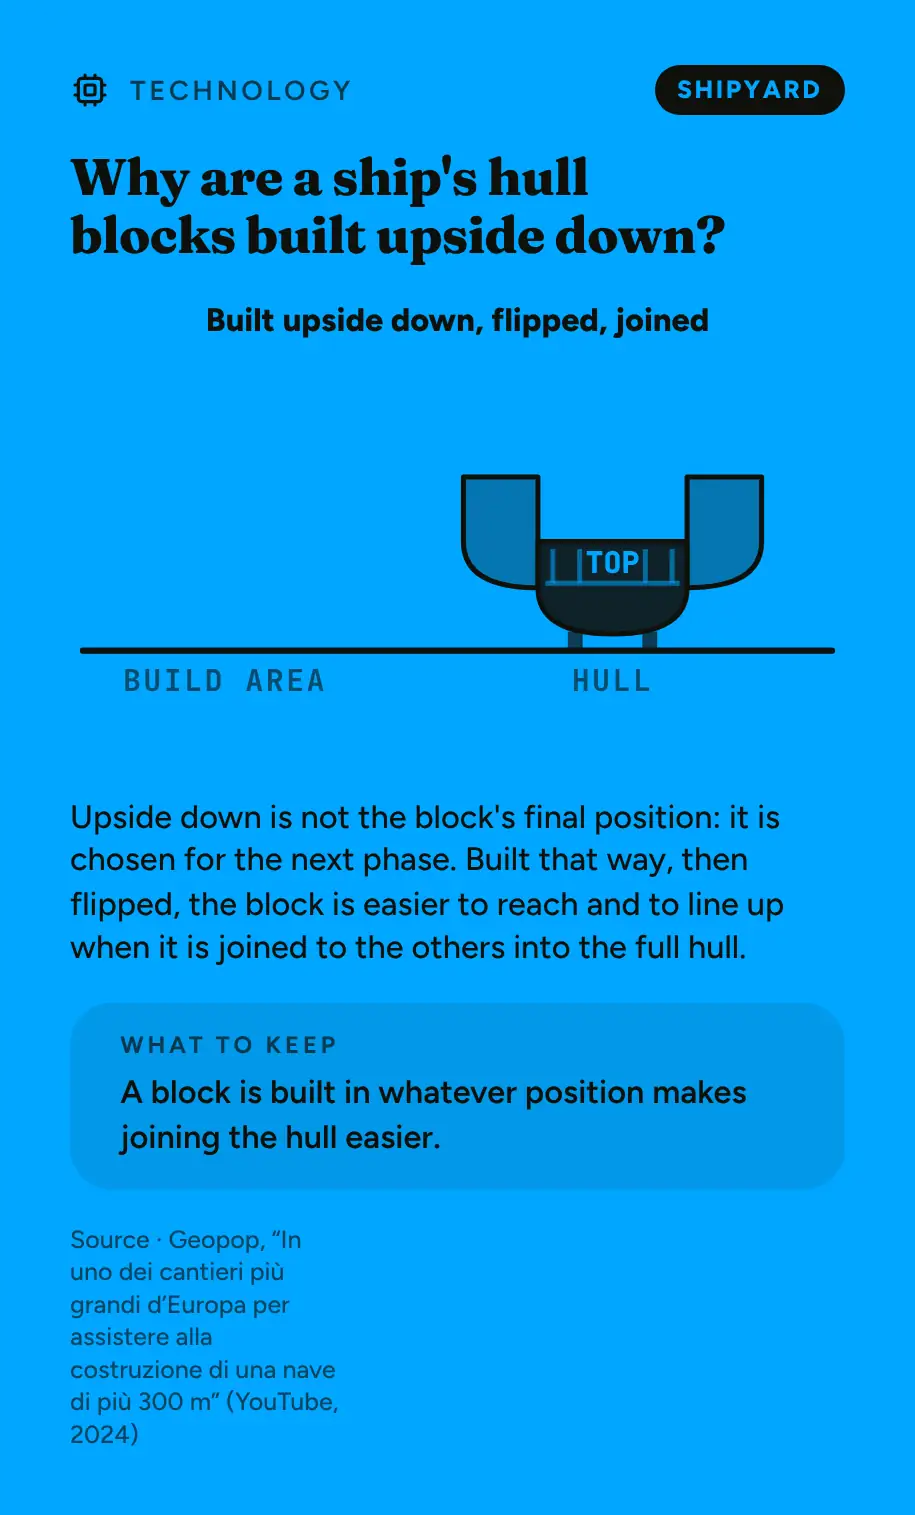 TECHNOLOGY
SHIPYARD
Why are a ship's hull
blocks built upside down?
Built upside down, flipped, joined
TOP
BUILD AREA
HULL
Upside down is not the block's final position: it is
chosen for the next phase. Built that way, then
flipped, the block is easier to reach and to line up
when it is joined to the others into the full hull.
WHAT TO KEEP
A block is built in whatever position makes
joining the hull easier.
Source · Geopop, “In
uno dei cantieri più
grandi d’Europa per
assistere alla
costruzione di una nave
di più 300 m” (YouTube,
2024)